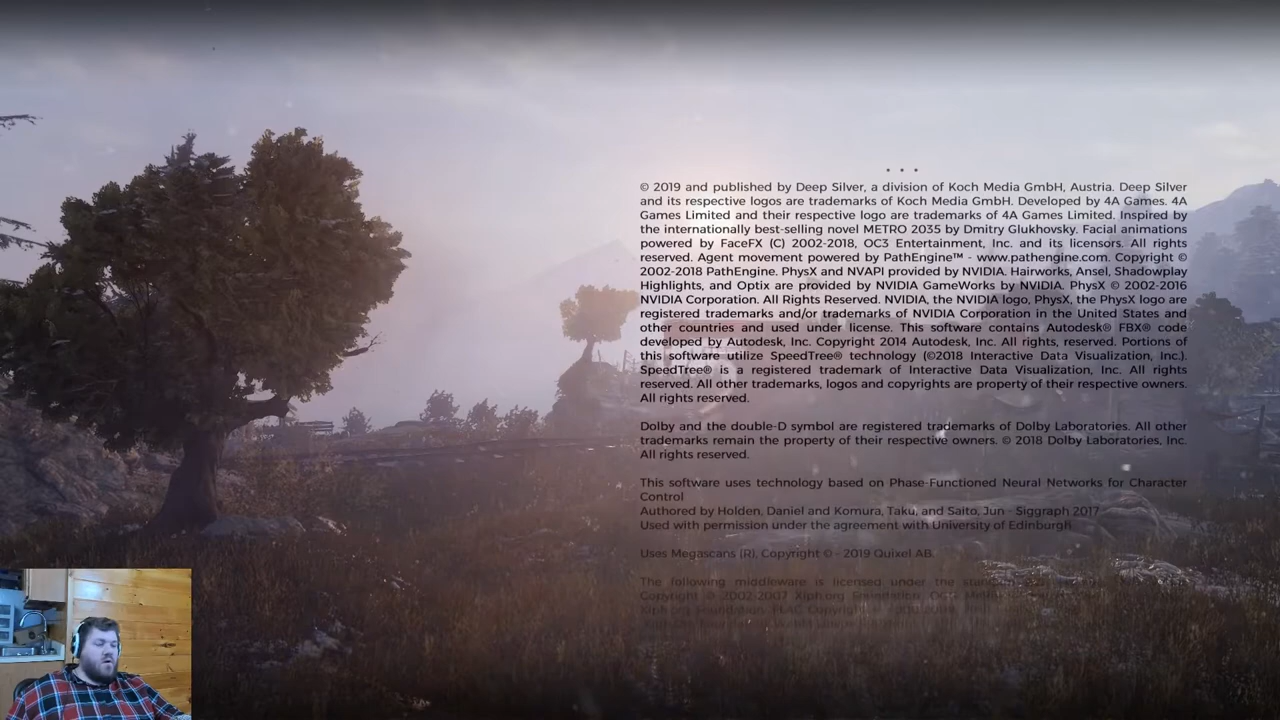 • • •
© 2019 and published by Deep Silver, a division of Koch Media GmbH, Austria. Deep Silver
and its respective logos are trademarks of Koch Media GmbH. Developed by 4A Games. 4A
Games Limited and their respective logo are trademarks of 4A Games Limited. Inspired by
the internationally best-selling novel METRO 2035 by Dmitry Glukhovsky. Facial animations
powered by FaceFX (C) 2002-2018, OC3 Entertainment, Inc. and its licensors. All rights
reserved. Agent movement powered by PathEngine™ - www.pathengine.com. Copyright ©
2002-2018 PathEngine. PhysX and NVAPI provided by NVIDIA. Hairworks, Ansel, Shadowplay
Highlights, and Optix are provided by NVIDIA GameWorks by NVIDIA. PhysX © 2002-2016
NVIDIA Corporation. All Rights Reserved. NVIDIA, the NVIDIA logo, PhysX, the PhysX logo are
registered trademarks and/or trademarks of NVIDIA Corporation in the United States and
other countries and used under license. This software contains Autodesk® FBX® code
developed by Autodesk, Inc. Copyright 2014 Autodesk, Inc. All rights, reserved. Portions of
this software utilize SpeedTree® technology (©2018 Interactive Data Visualization, Inc.).
SpeedTree® is a registered trademark of Interactive Data Visualization, Inc. All rights
reserved. All other trademarks, logos and copyrights are property of their respective owners.
All rights reserved.
Dolby and the double-D symbol are registered trademarks of Dolby Laboratories. All other
trademarks remain the property of their respective owners. © 2018 Dolby Laboratories, Inc.
All rights reserved.
This software uses technology based on Phase-Functioned Neural Networks for Character
Control
Authored by Holden, Daniel and Komura, Taku, and Saito, Jun - Siggraph 2017
Used with permission under the agreement with University of Edinburgh
Uses Megascans (R), Copyright © - 2019 Quixel AB.
The following middleware is licensed under the
Copyright © 2002-2007 Xiph.org Foundation.
Xiph.org Foundation. FLAC Copyright